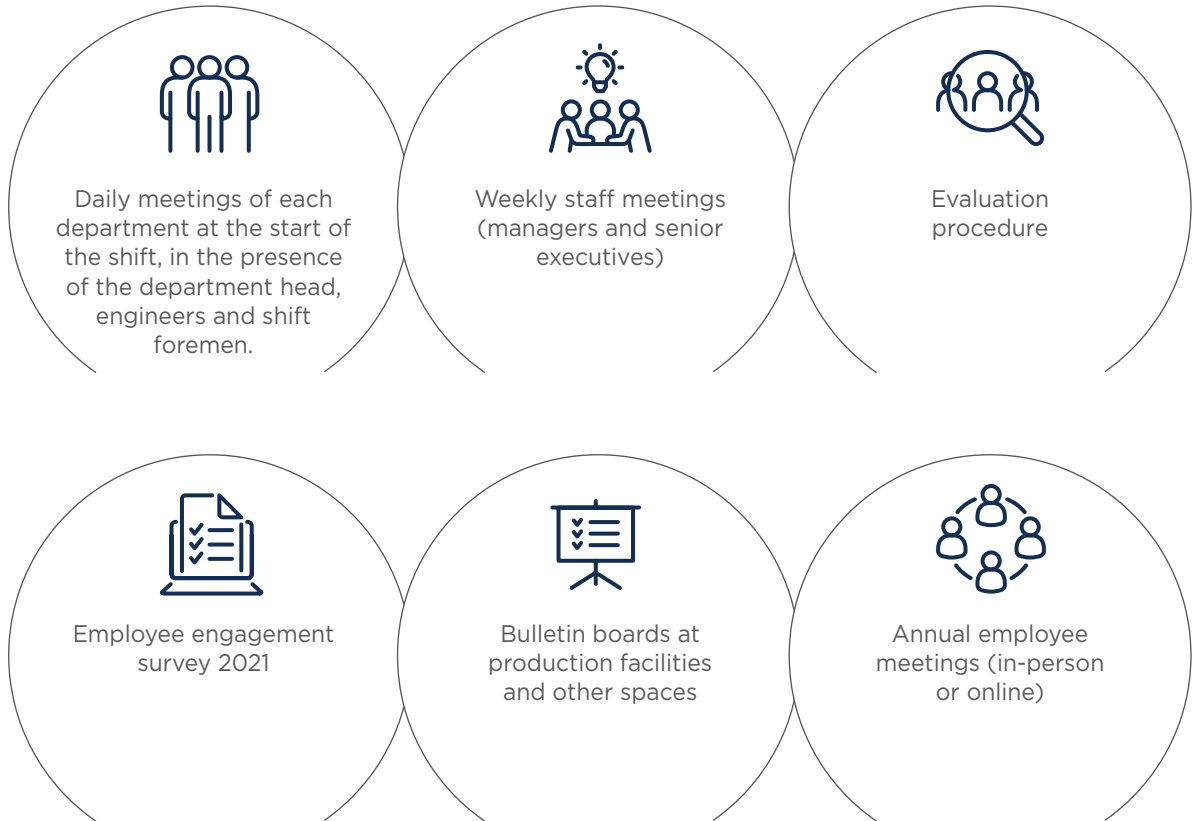 Daily meetings of each
department at the start of
the shift, in the presence
of the department head,
engineers and shift
foremen.
Weekly staff meetings
(managers and senior
executives)
Evaluation
procedure
Employee engagement
survey 2021
Bulletin boards at
production facilities
and other spaces
Annual employee
meetings (in-person
or online)